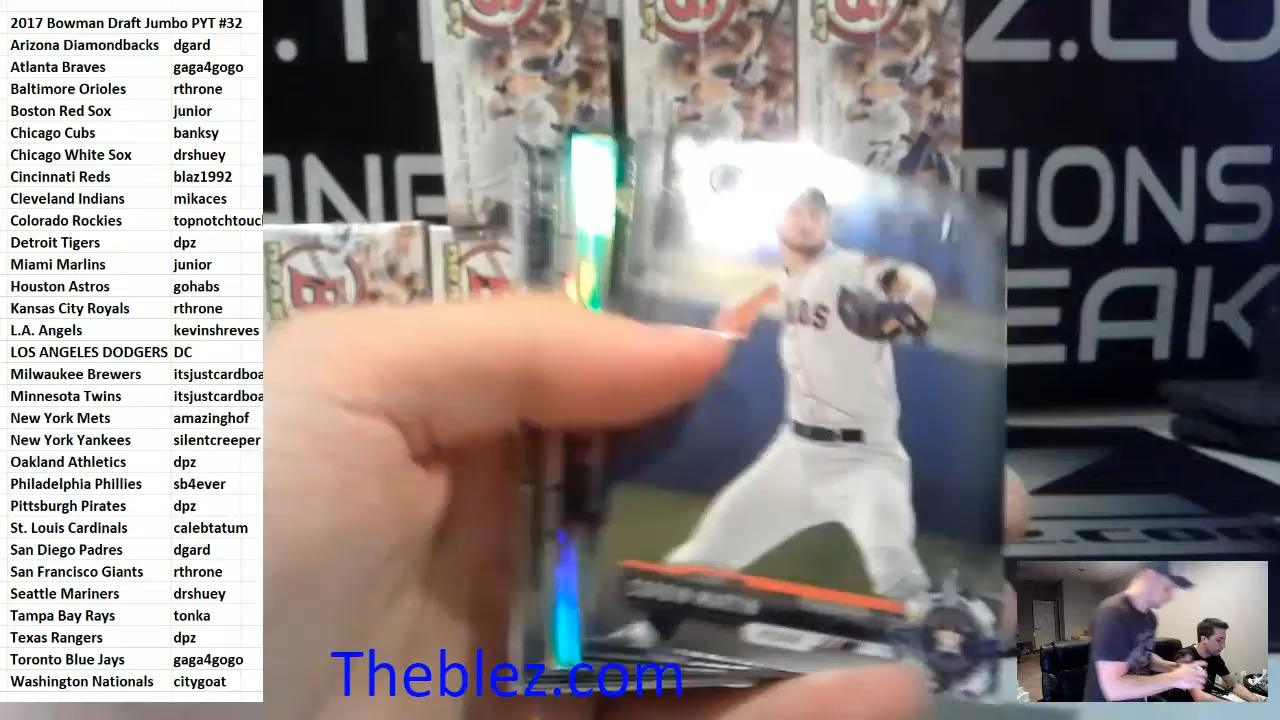 2017 Bowman Draft Jumbo PYT #32
Arizona Diamondbacks dgard
Atlanta Braves gaga4gogo
Baltimore Orioles rthrone
Boston Red Sox junior
Chicago Cubs banksy
Chicago White Sox drshuey
Cincinnati Reds blaz1992
Cleveland Indians mikaces
Colorado Rockies topnotchtouc
Detroit Tigers dpz
Miami Marlins junior
Houston Astros gohabs
Kansas City Royals rthrone
L.A. Angels kevinshreves
LOS ANGELES DODGERS DC
Milwaukee Brewers itsjustcardboa
Minnesota Twins itsjustcardboa
New York Mets amazinghof
New York Yankees silentcreeper
Oakland Athletics dpz
Philadelphia Phillies sb4ever
PIttsburgh Pirates dpz
St. Louis Cardinals calebtatum
San Diego Padres dgard
San Francisco Giants rthrone
Seattle Mariners drshuey
Tampa Bay Rays tonka
Texas Rangers dpz
Toronto Blue Jays gaga4gogo
Washington Nationals citygoat
Z.CO
IONS
EAK
Theblez.com